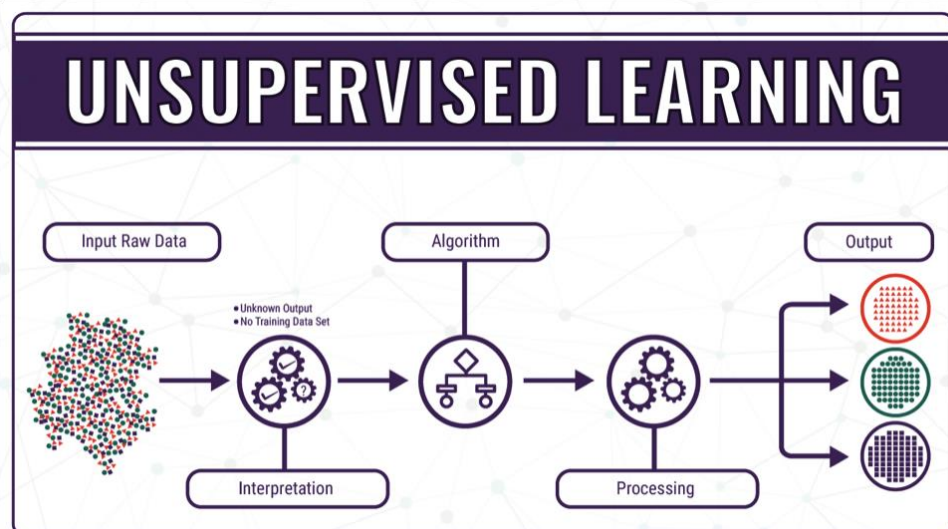 UNSUPERVISED LEARNING
Input Raw Data
Algorithm
Output
• Unknown Output
• No Training Data Set
?
Interpretation
Processing